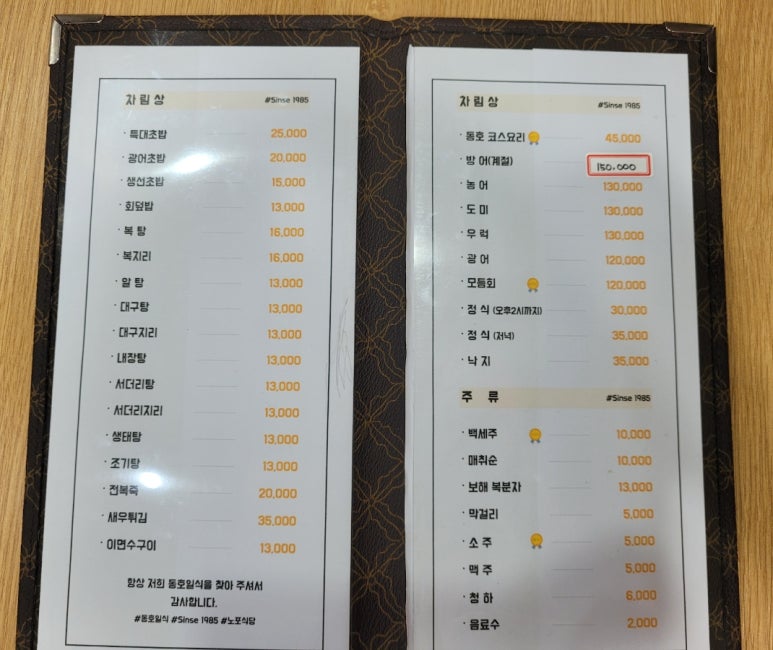 차림상 #Sinse 1985
· 특대초밥 25,000
· 광어초밥 20,000
· 생선초밥 15,000
· 회덮밥 13,000
· 복 탕 16,000
· 복지리 16,000
· 알 탕 13,000
· 대구탕 13,000
· 대구지리 13,000
· 내장탕 13,000
· 서더리탕 13,000
· 서더리지리 13,000
· 생태탕 13,000
· 조기탕 13,000
· 전복죽 20,000
· 새우튀김 35,000
· 이면수구이 13,000
항상 저희 동호일식을 찾아 주셔서
감사합니다.
#동호일식 #Sinse 1985 #노포식당
차림상 #Sinse 1985
· 동호 코스요리 45,000
· 방 어(계절) 150,000
· 농 어 130,000
· 도 미 130,000
· 우 럭 130,000
· 광 어 120,000
· 모듬회 120,000
· 정 식 (오후2시까지) 30,000
· 정 식 (저녁) 35,000
· 낙 지 35,000
주 류 #Sinse 1985
· 백세주 10,000
· 매취순 10,000
· 보해 복분자 13,000
· 막걸리 5,000
· 소 주 5,000
· 맥 주 5,000
· 청 하 6,000
· 음료수 2,000